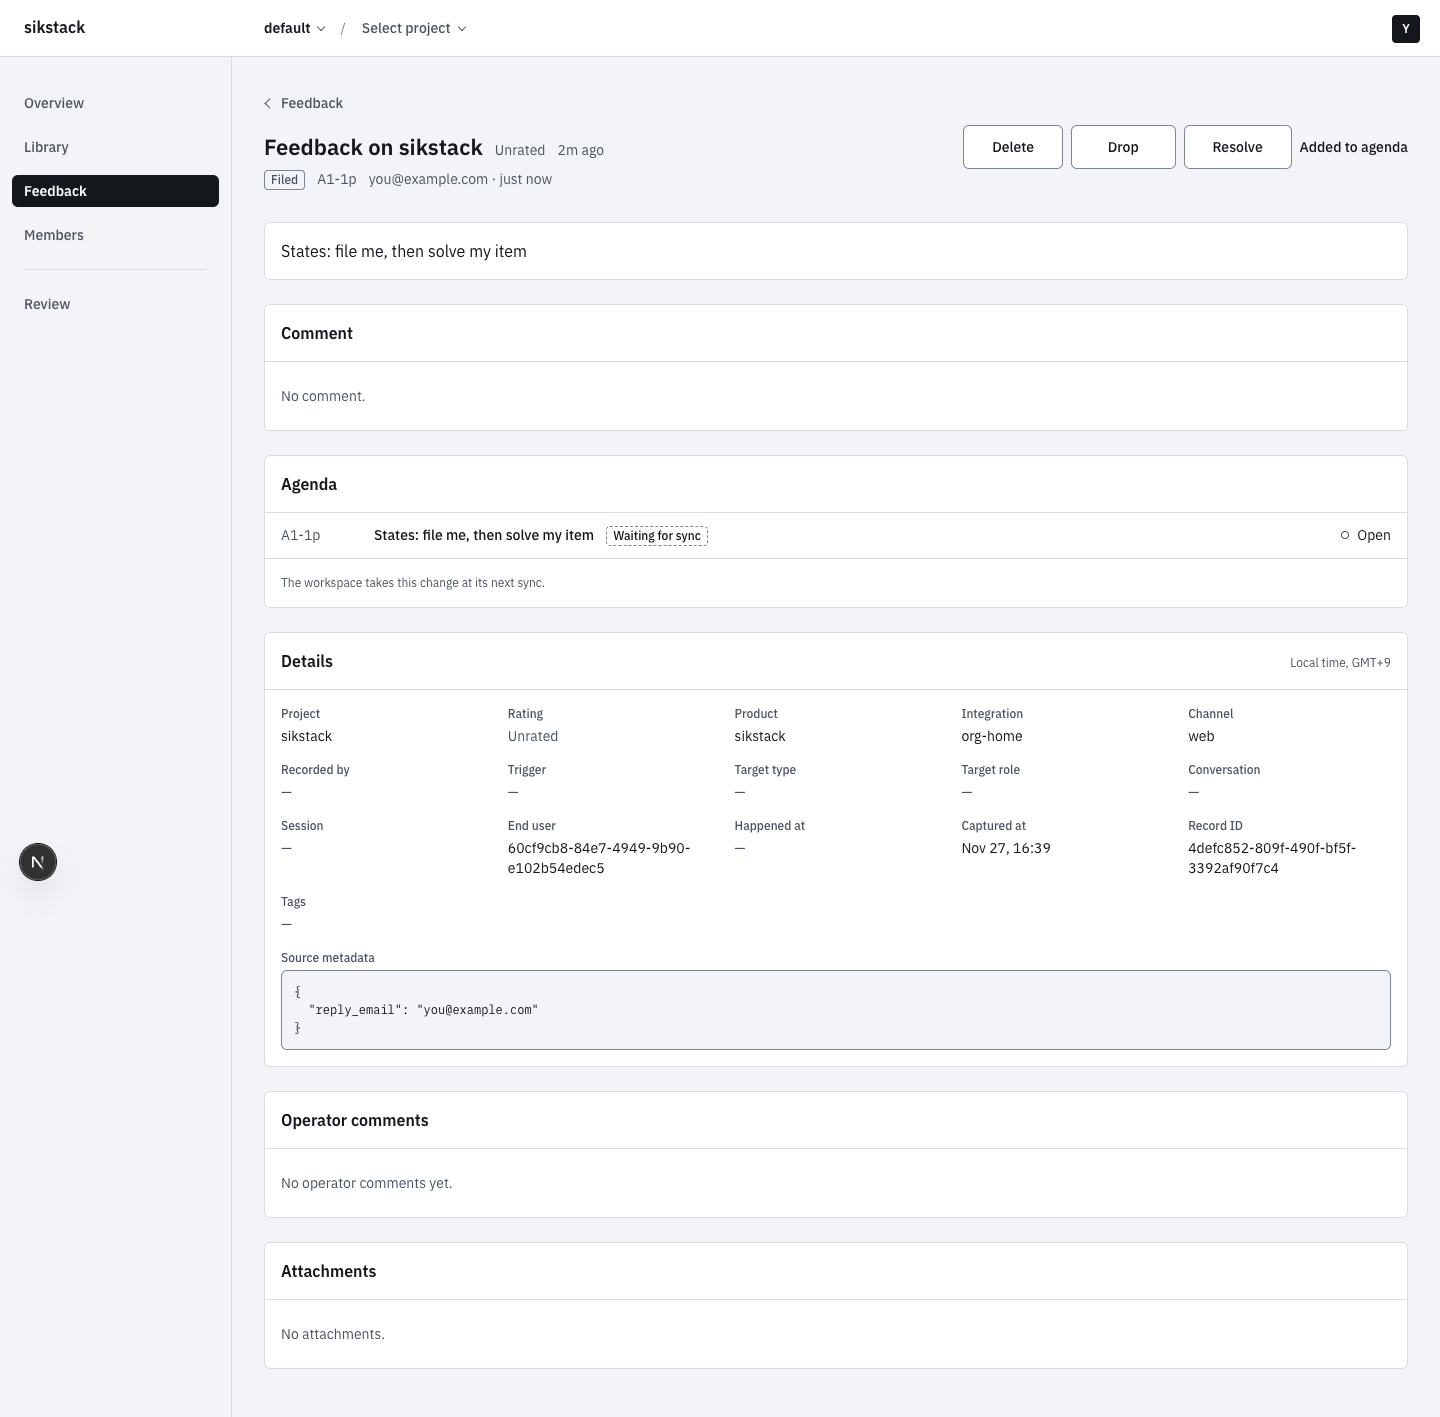 sikstack
default / Select project
Y
Overview
Library
Feedback
Members
Review
Feedback
Feedback on sikstack Unrated 2m ago
Delete Drop Resolve Added to agenda
Filed A1-1p you@example.com · just now
States: file me, then solve my item
Comment
No comment.
Agenda
A1-1p States: file me, then solve my item Waiting for sync Open
The workspace takes this change at its next sync.
Details Local time, GMT+9
Project Rating Product Integration Channel
sikstack Unrated sikstack org-home web
Recorded by Trigger Target type Target role Conversation
— — — — —
Session End user Happened at Captured at Record ID
— 60cf9cb8-84e7-4949-9b90- — Nov 27, 16:39 4defc852-809f-490f-bf5f-
e102b54edec5 3392af90f7c4
Tags
—
Source metadata
{
"reply_email": "you@example.com"
}
Operator comments
No operator comments yet.
Attachments
No attachments.
N